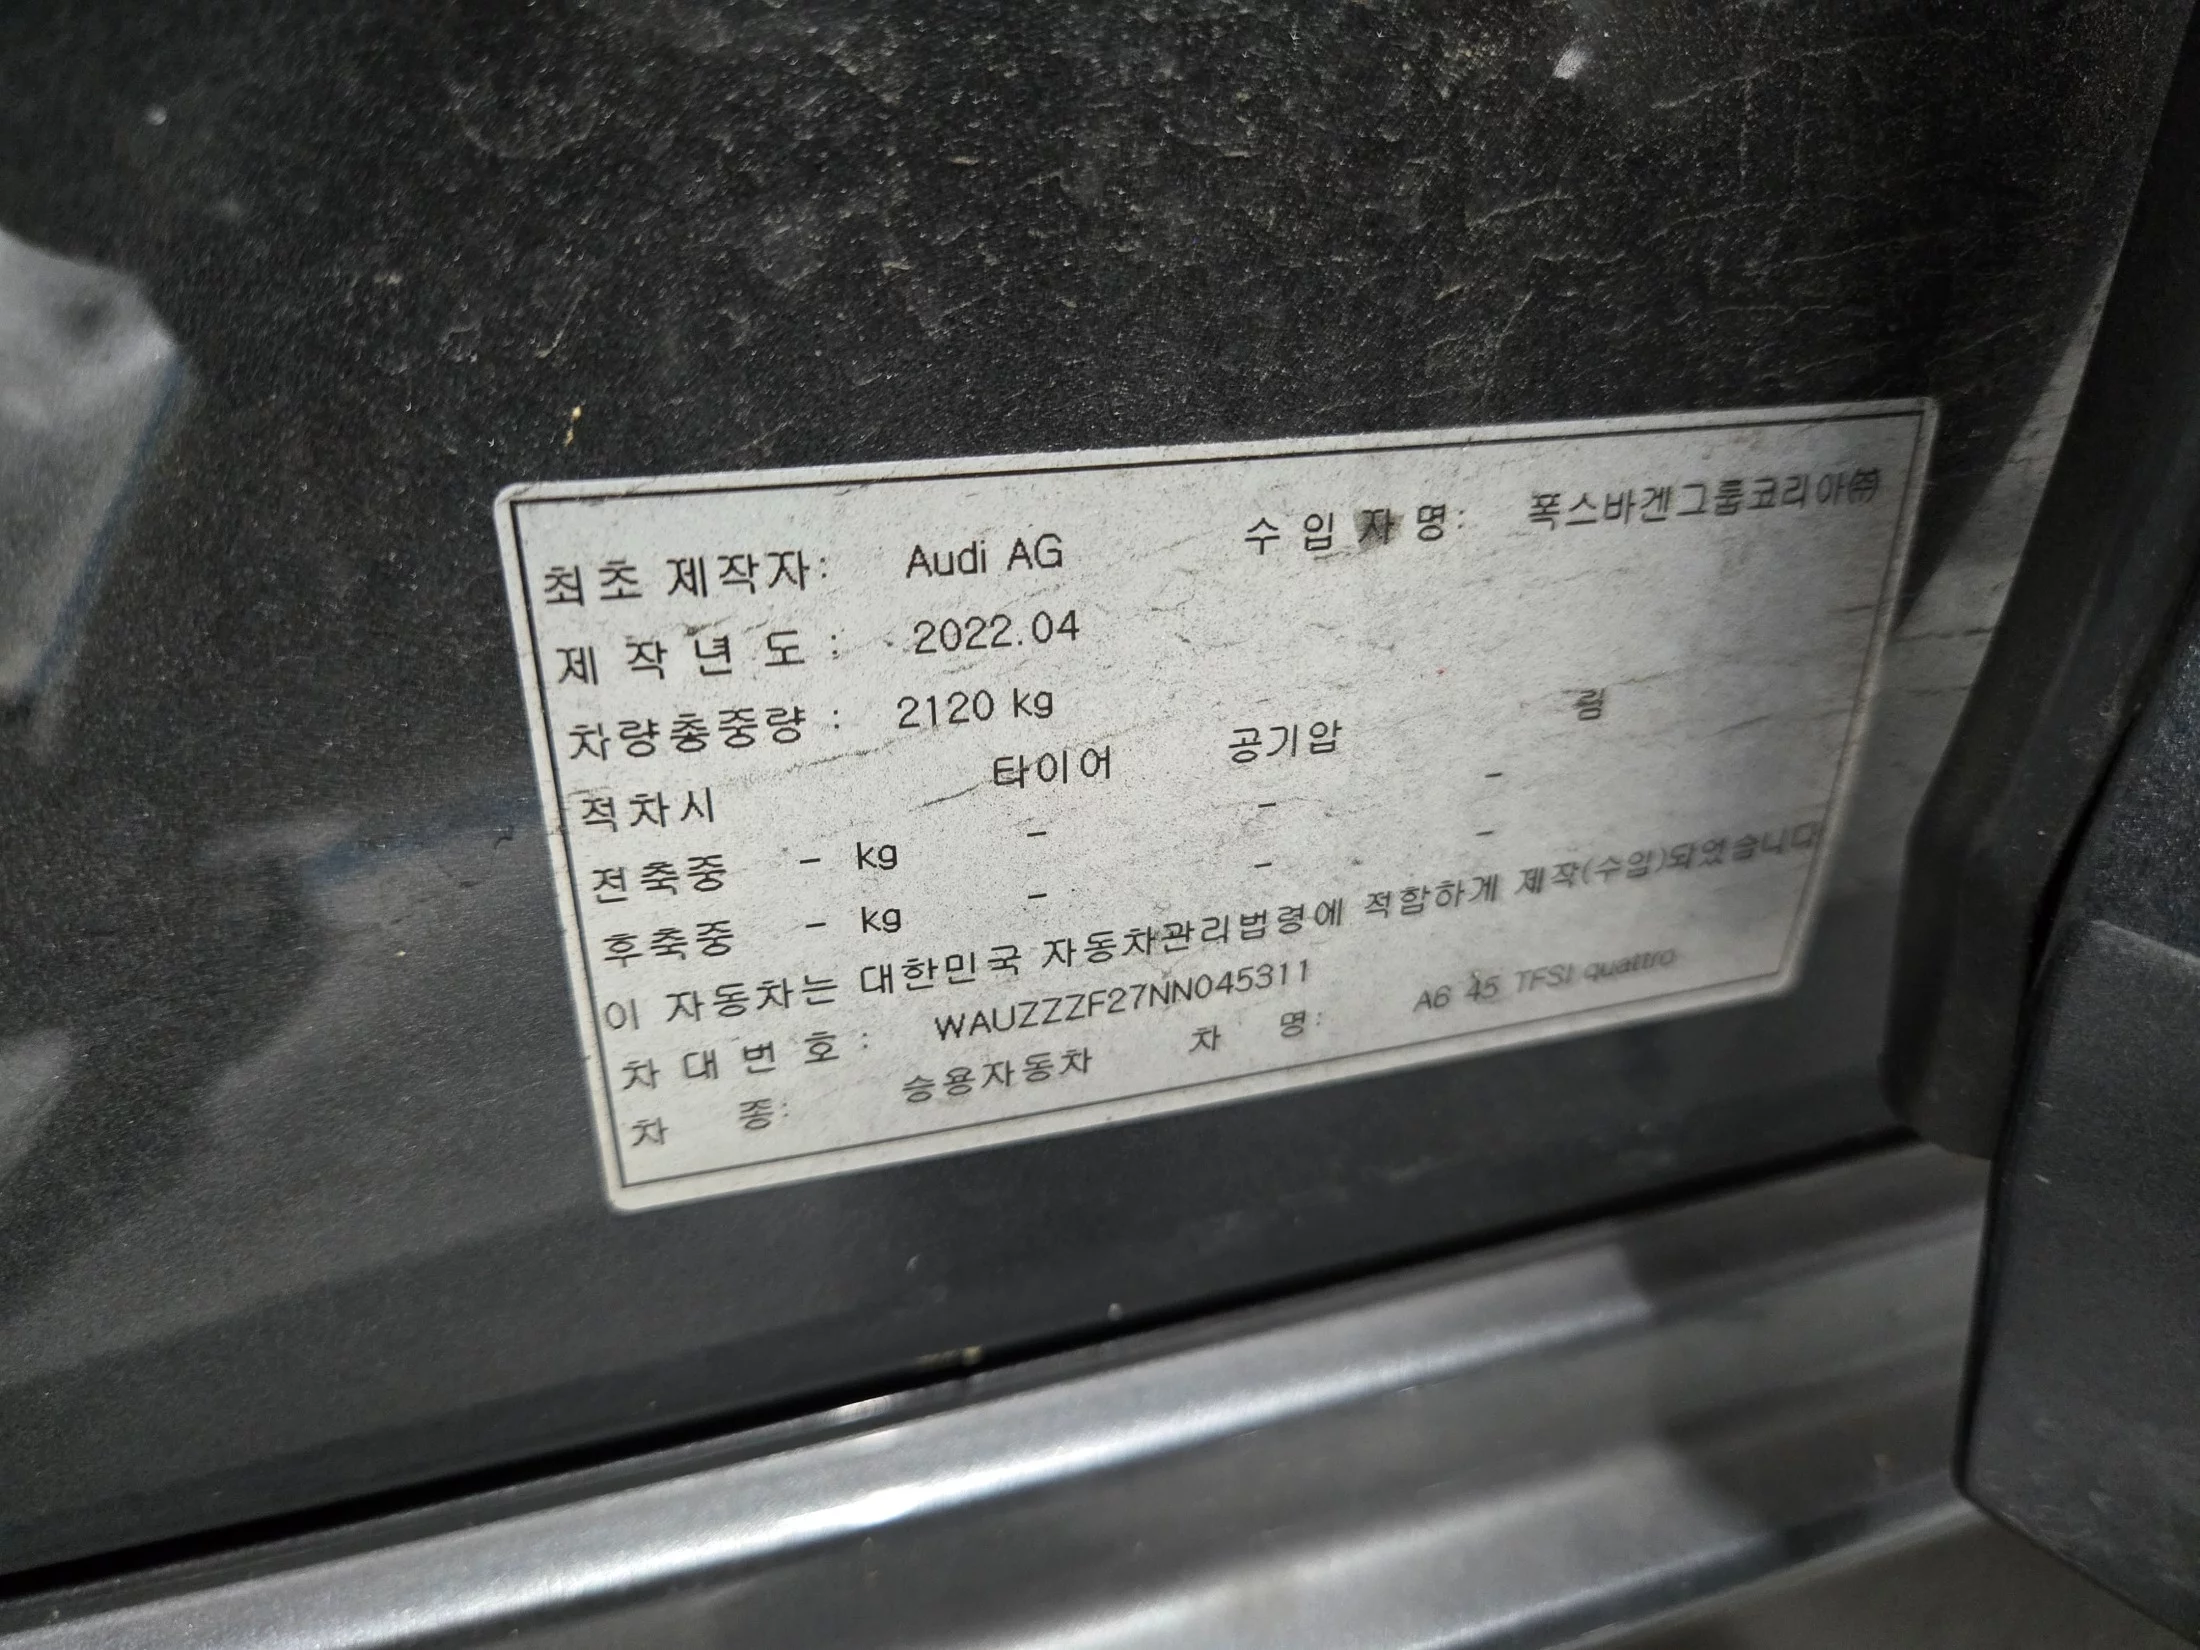 최초 제작자: Audi AG 수입자명: 폭스바겐그룹코리아㈜
제작년도 : 2022.04
차량총중량 : 2120 kg
적차시 타이어 공기압 림
전축중 - kg - - -
후축중 - kg - - -
이 자동차는 대한민국 자동차관리법령에 적합하게 제작(수입)되었습니다
차대번호 : WAUZZZF27NN045311
차 종: 승용자동차 차 명: A6 45 TFSI quattro